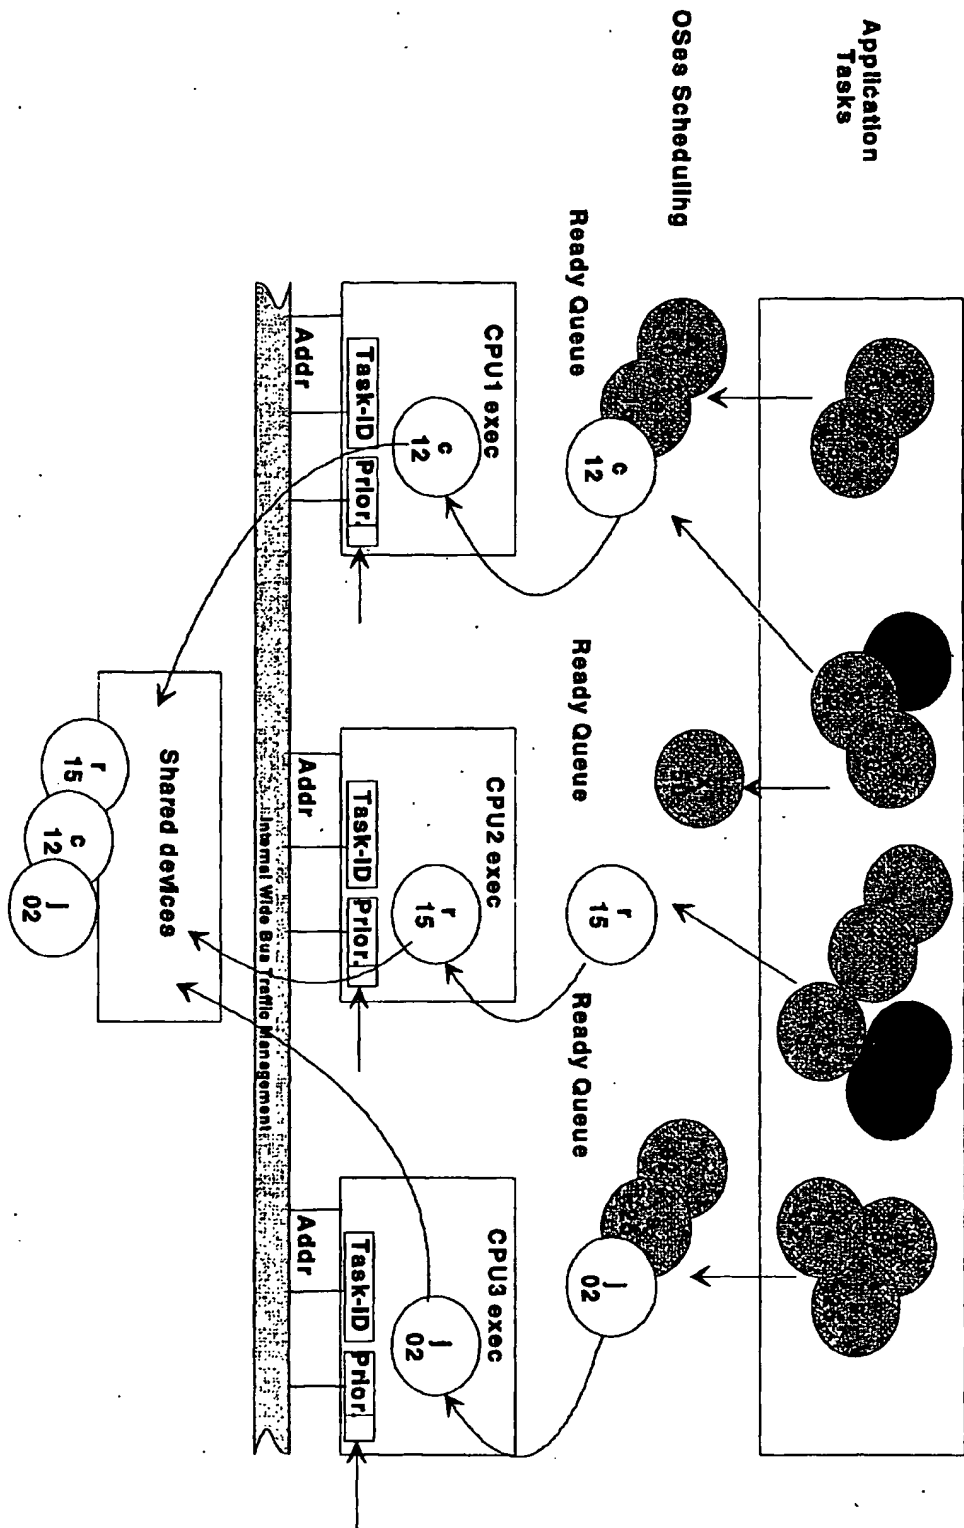 Application
Tasks
OSes Scheduling
Ready Queue
Ready Queue
Ready Queue
c
12
r
15
j
02
CPU1 exec
CPU2 exec
CPU3 exec
c
12
r
15
j
02
Task-ID
Prior.
Task-ID
Prior.
Task-ID
Prior.
Addr
Addr
Addr
Internal Wide Bus Traffic Management
Shared devices
r
15
c
12
j
02